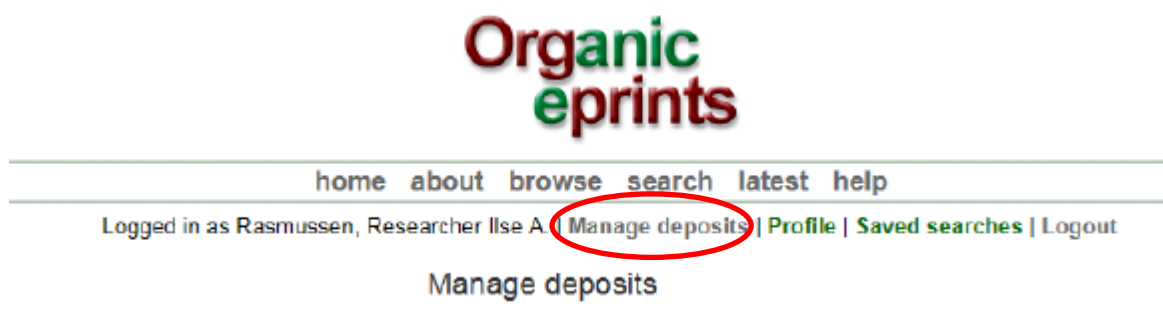 Organic
eprints
home about browse search latest help
Logged in as Rasmussen, Researcher Ilse A. | Manage deposits | Profile | Saved searches | Logout
Manage deposits